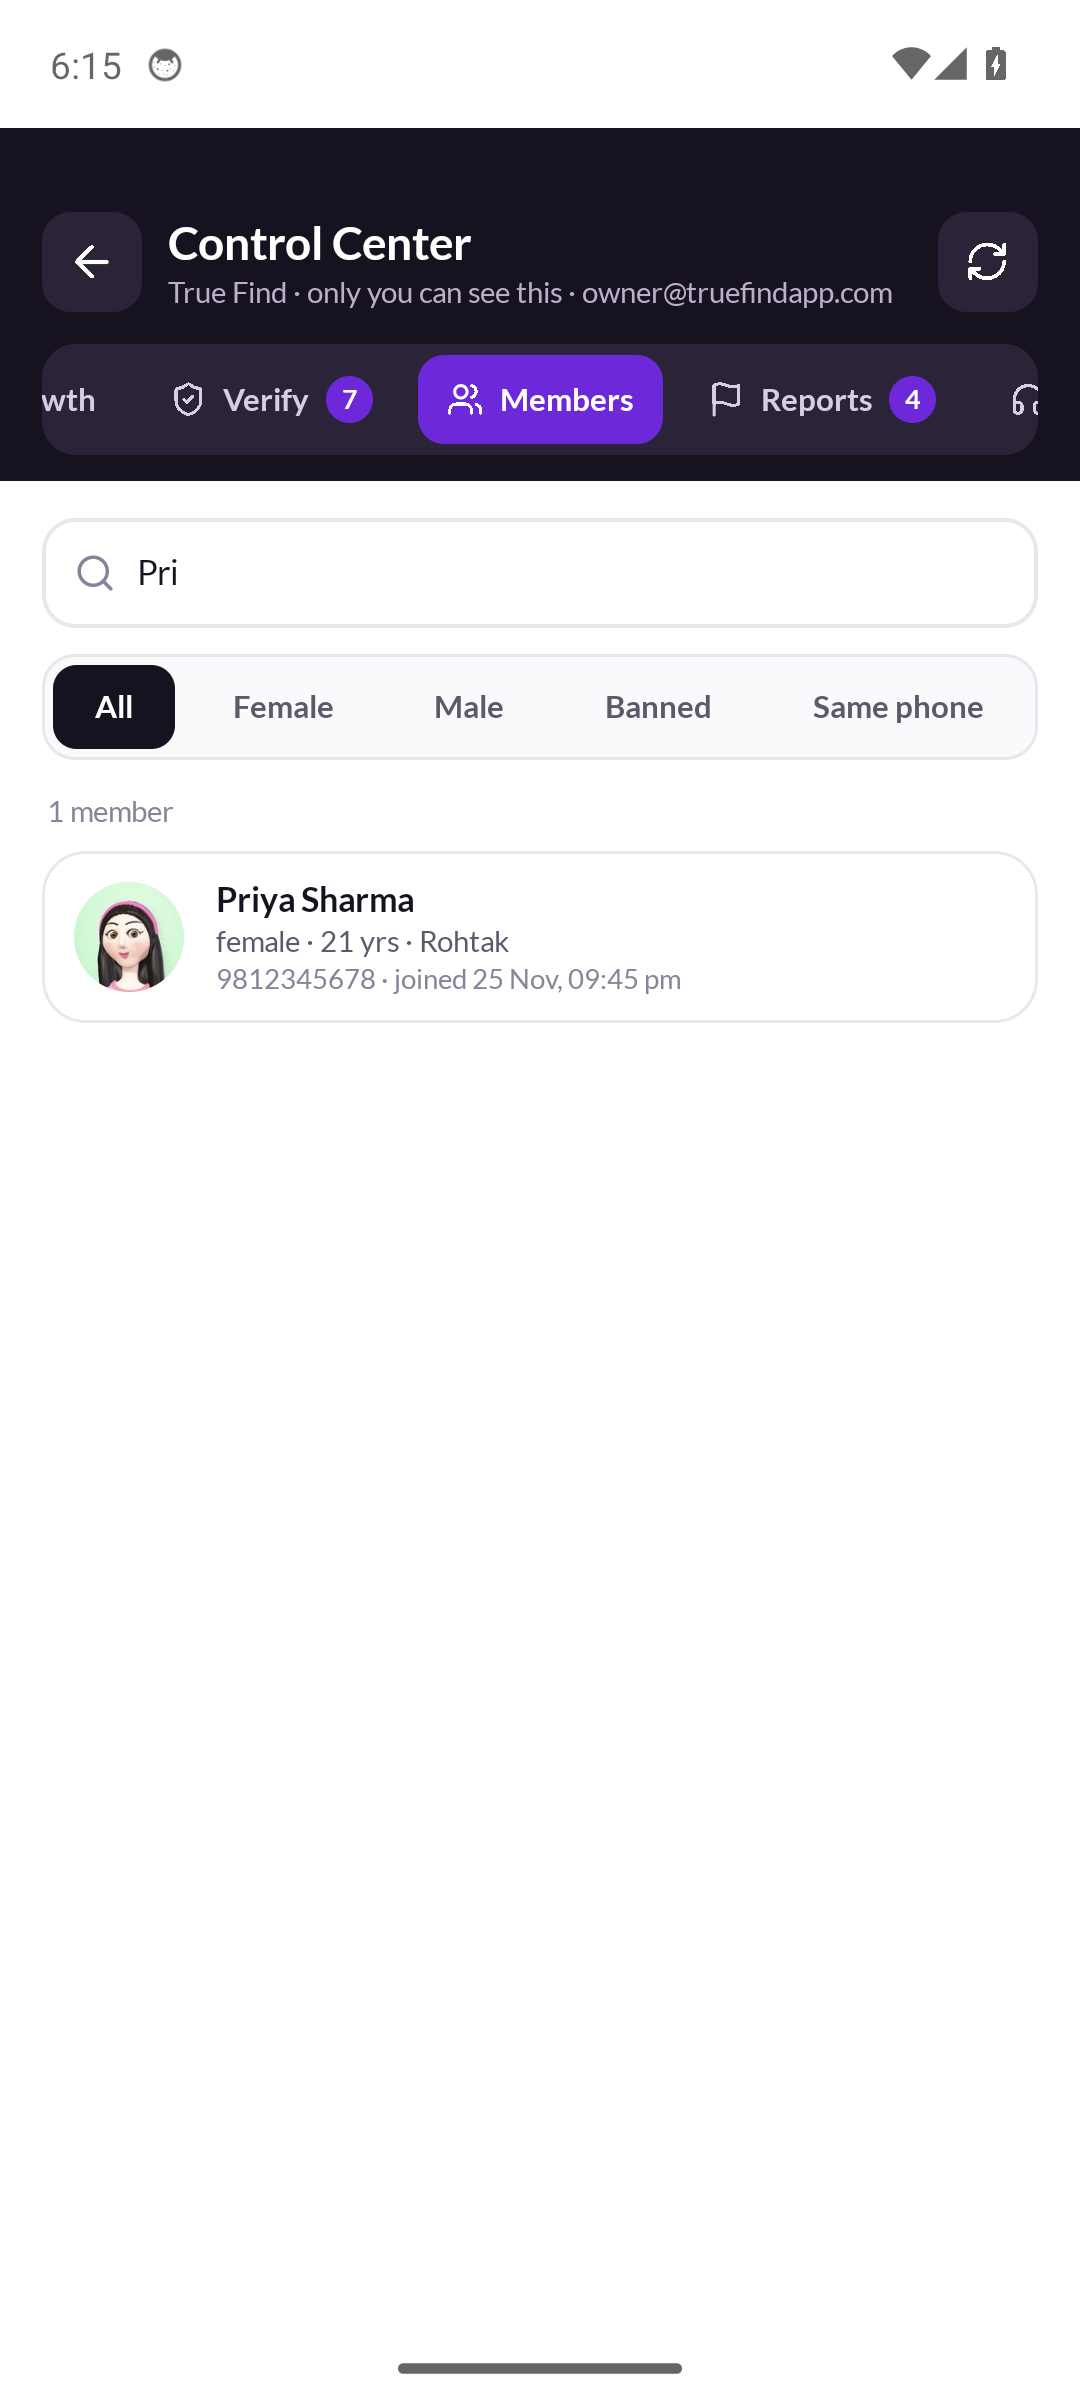 6:15
Control Center
True Find · only you can see this · owner@truefindapp.com
wth Verify 7 Members Reports 4
Pri
All Female Male Banned Same phone
1 member
Priya Sharma
female · 21 yrs · Rohtak
9812345678 · joined 25 Nov, 09:45 pm